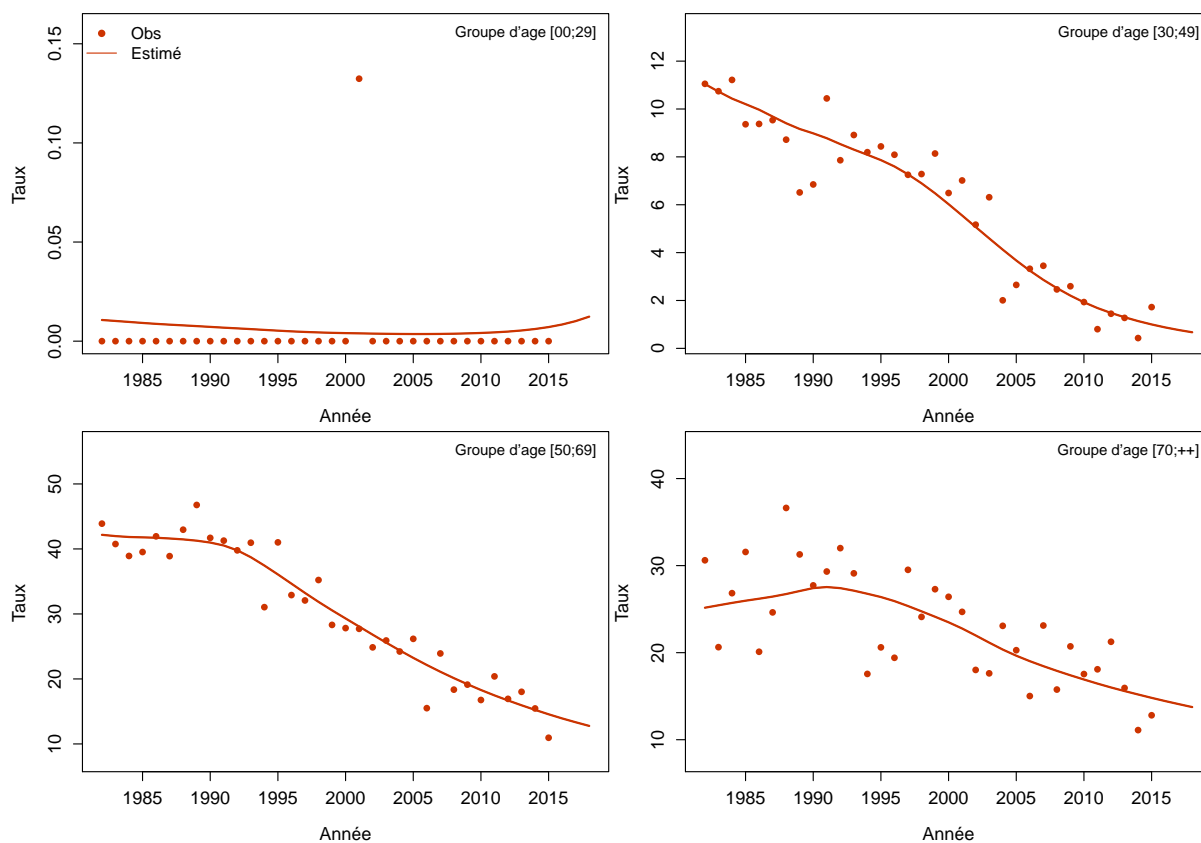 Obs
Estimé
Groupe d'age [00;29]
Taux
0.15
0.10
0.05
0.00
1985 1990 1995 2000 2005 2010 2015
Année
Groupe d'age [30;49]
Taux
12
10
8
6
4
2
0
1985 1990 1995 2000 2005 2010 2015
Année
Groupe d'age [50;69]
Taux
50
40
30
20
10
1985 1990 1995 2000 2005 2010 2015
Année
Groupe d'age [70;++]
Taux
40
30
20
10
1985 1990 1995 2000 2005 2010 2015
Année